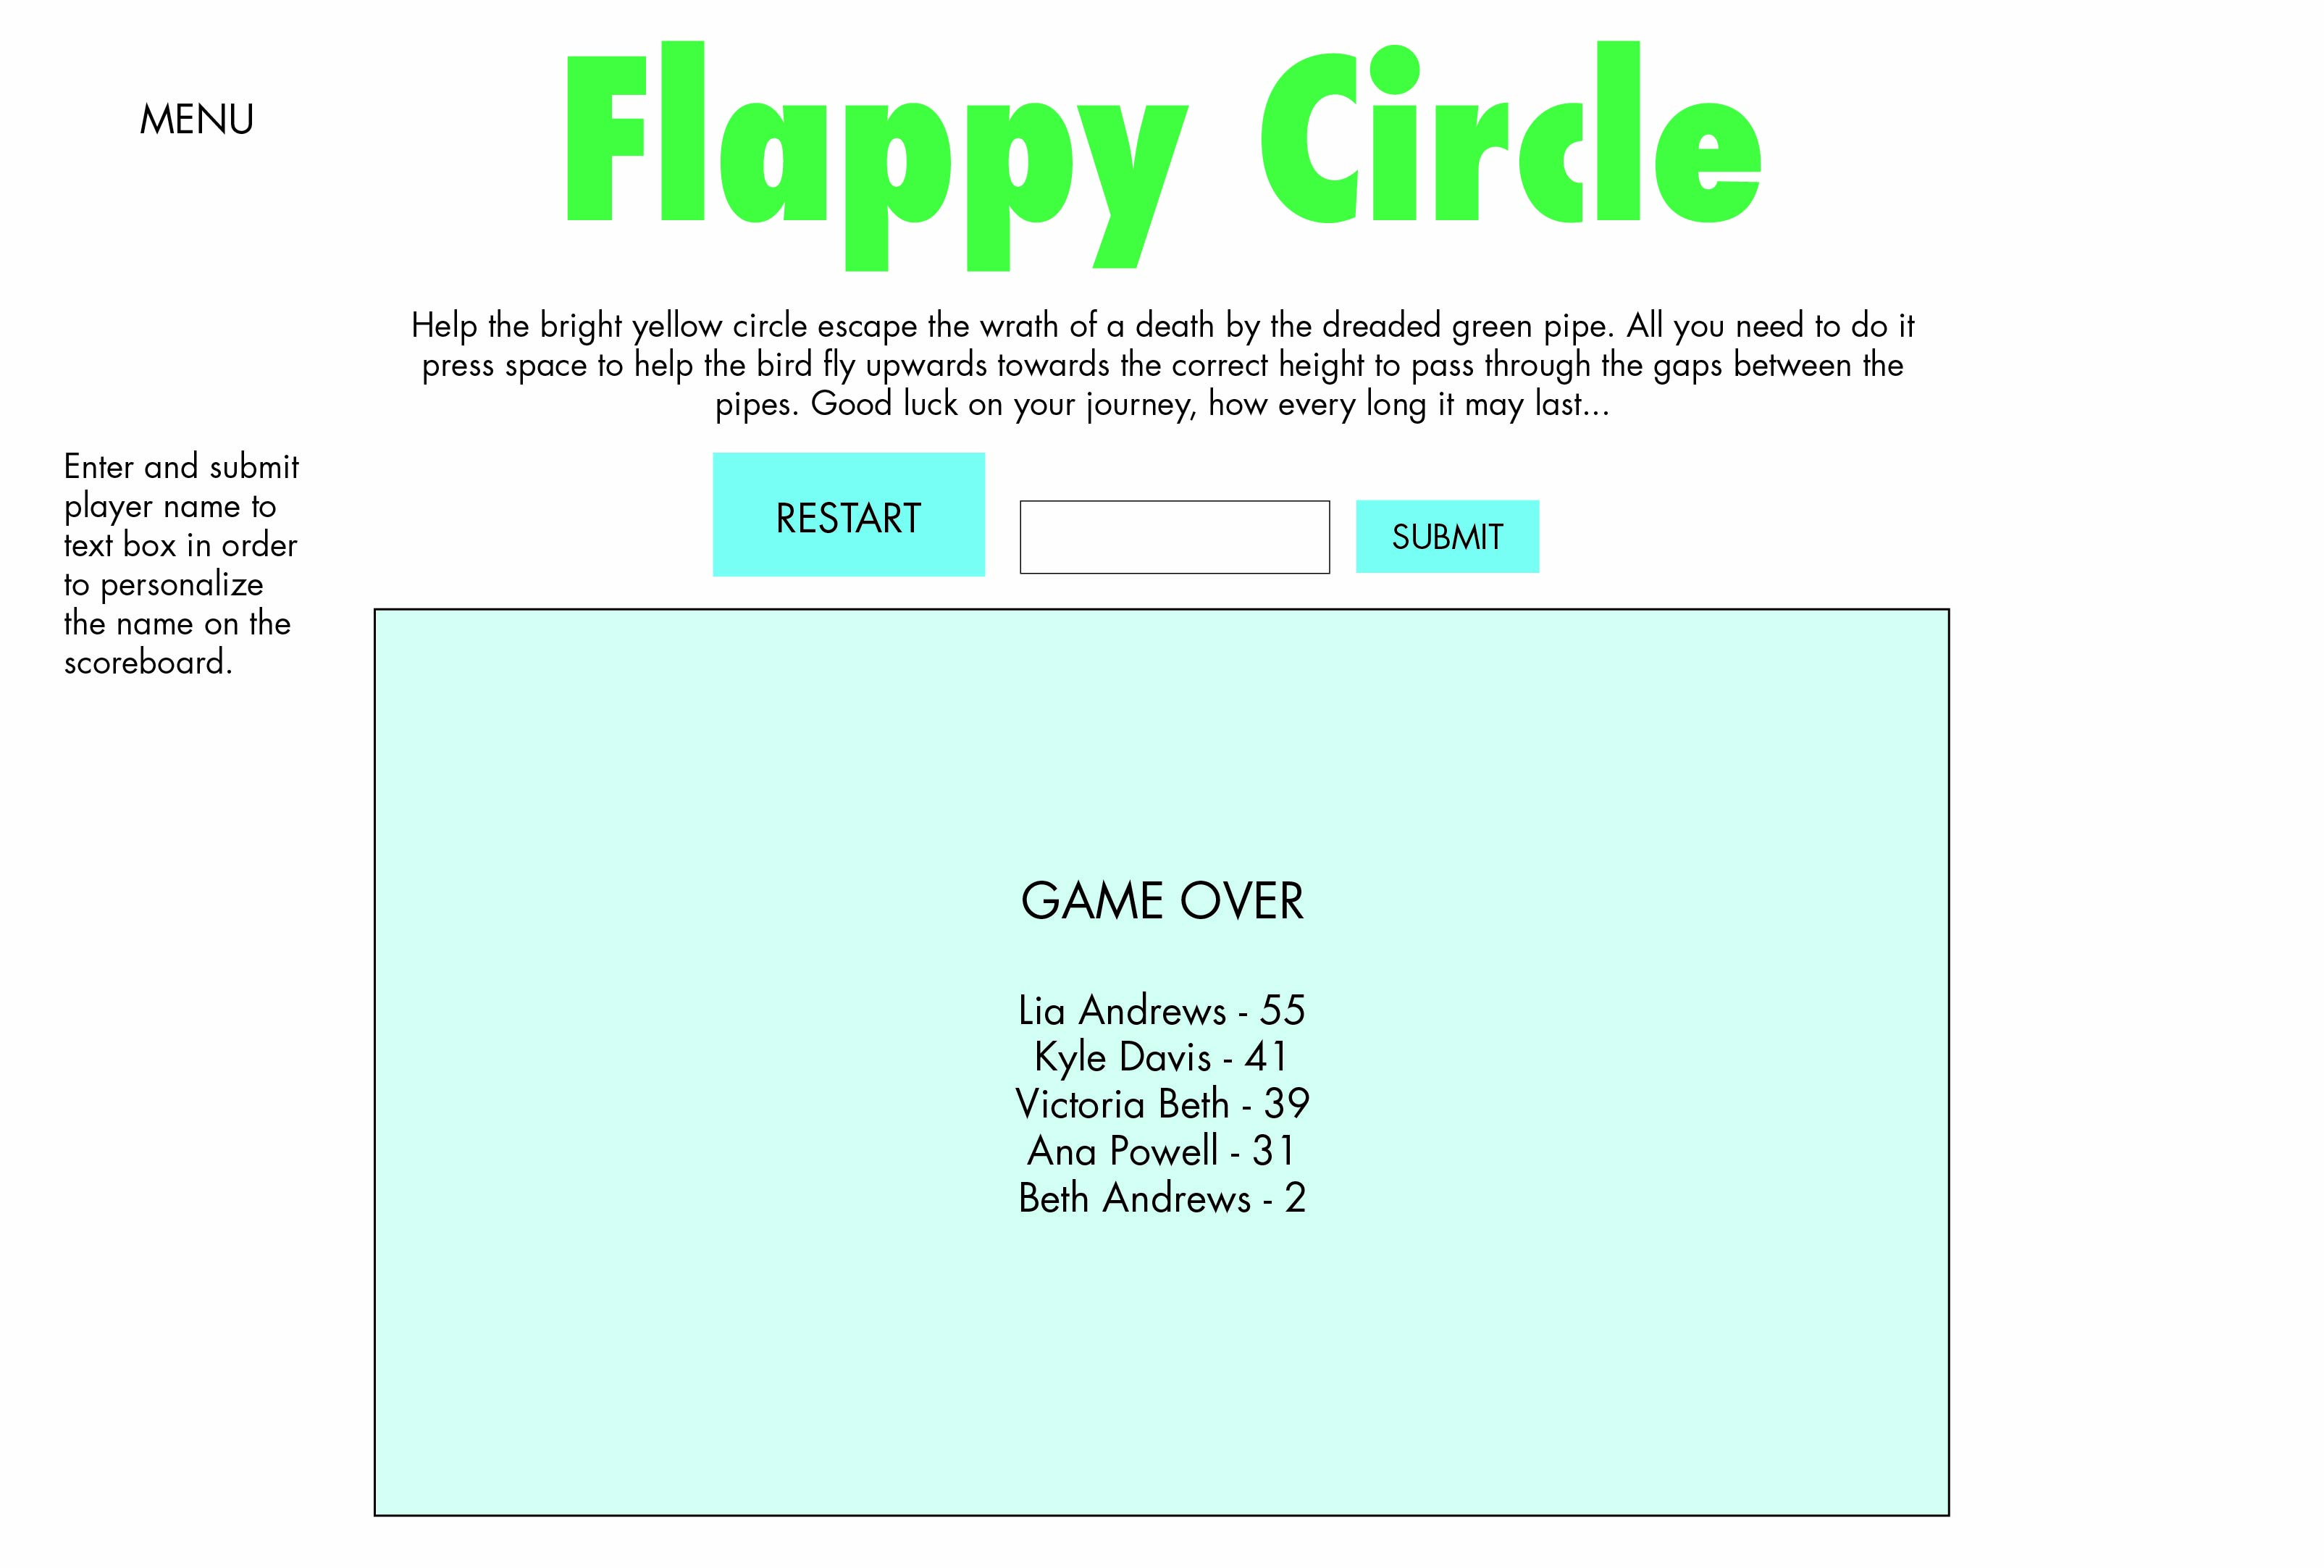 MENU
Flappy Circle
Help the bright yellow circle escape the wrath of a death by the dreaded green pipe. All you need to do it
press space to help the bird fly upwards towards the correct height to pass through the gaps between the
pipes. Good luck on your journey, how every long it may last...
Enter and submit
player name to
text box in order
to personalize
the name on the
scoreboard.
RESTART
SUBMIT
GAME OVER
Lia Andrews - 55
Kyle Davis - 41
Victoria Beth - 39
Ana Powell - 31
Beth Andrews - 2